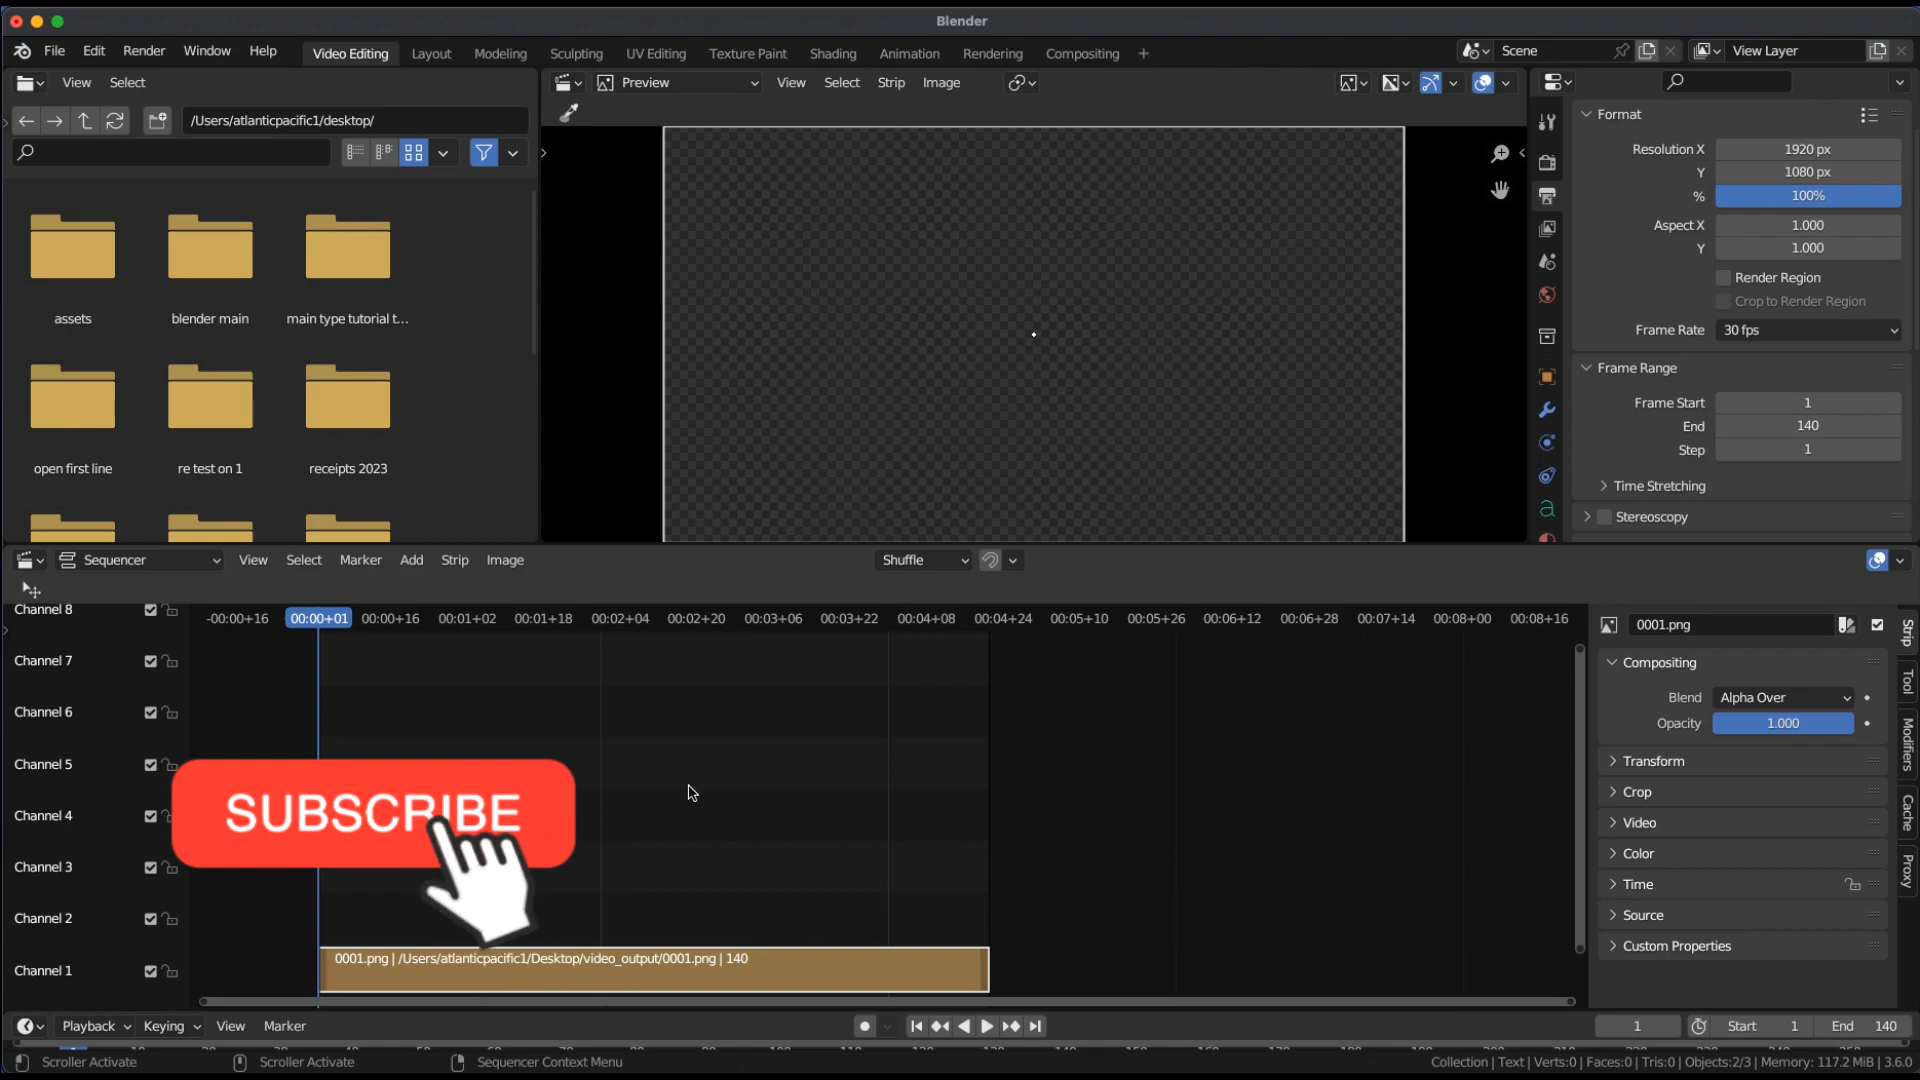 Blender
File Edit Render Window Help Video Editing Layout Modeling Sculpting UV Editing Texture Paint Shading Animation Rendering Compositing + Scene View Layer
View Select Preview View Select Strip Image
/Users/atlanticpacific1/desktop/
assets blender main main type tutorial t...
open first line re test on 1 receipts 2023
Format
Resolution X 1920 px
Y 1080 px
% 100%
Aspect X 1.000
Y 1.000
Render Region
Crop to Render Region
Frame Rate 30 fps
Frame Range
Frame Start 1
End 140
Step 1
Time Stretching
Stereoscopy
Sequencer View Select Marker Add Strip Image Shuffle
-00:00+16 00:00+01 00:00+16 00:01+02 00:01+18 00:02+04 00:02+20 00:03+06 00:03+22 00:04+08 00:04+24 00:05+10 00:05+26 00:06+12 00:06+28 00:07+14 00:08+00 00:08+16
Channel 8
Channel 7
Channel 6
Channel 5
Channel 4
Channel 3
Channel 2
Channel 1
SUBSCRIBE
0001.png | /Users/atlanticpacific1/Desktop/video_output/0001.png | 140
0001.png
Compositing
Blend Alpha Over
Opacity 1.000
Transform
Crop
Video
Color
Time
Source
Custom Properties
Strip
Tool
Modifiers
Cache
Proxy
Playback Keying View Marker 1 Start 1 End 140
Scroller Activate Scroller Activate Sequencer Context Menu Collection | Text | Verts:0 | Faces:0 | Tris:0 | Objects:2/3 | Memory: 117.2 MiB | 3.6.0